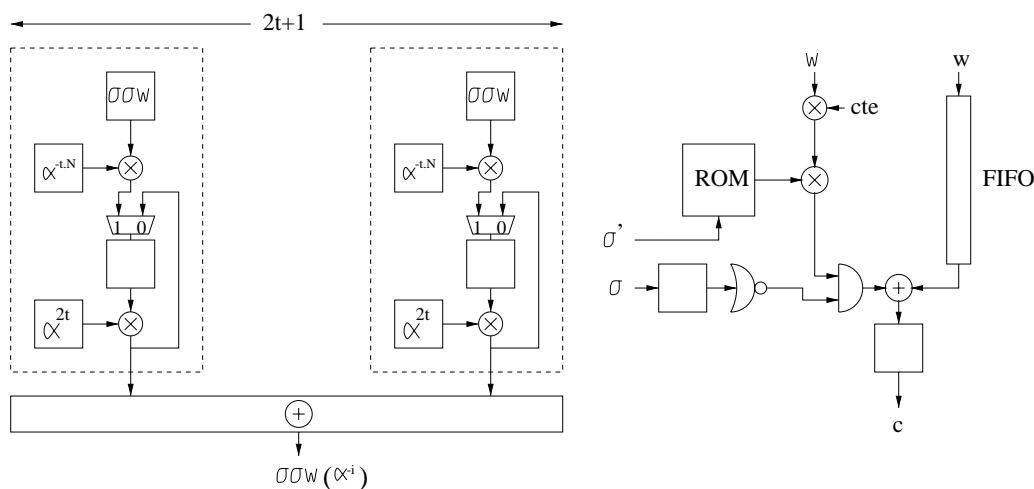 2t+1
σσW
σσW
α^-t.N
α^-t.N
1 0
1 0
α^2t
α^2t
+
σσW(α^-i)
W
w
cte
ROM
FIFO
σ'
σ
+
c